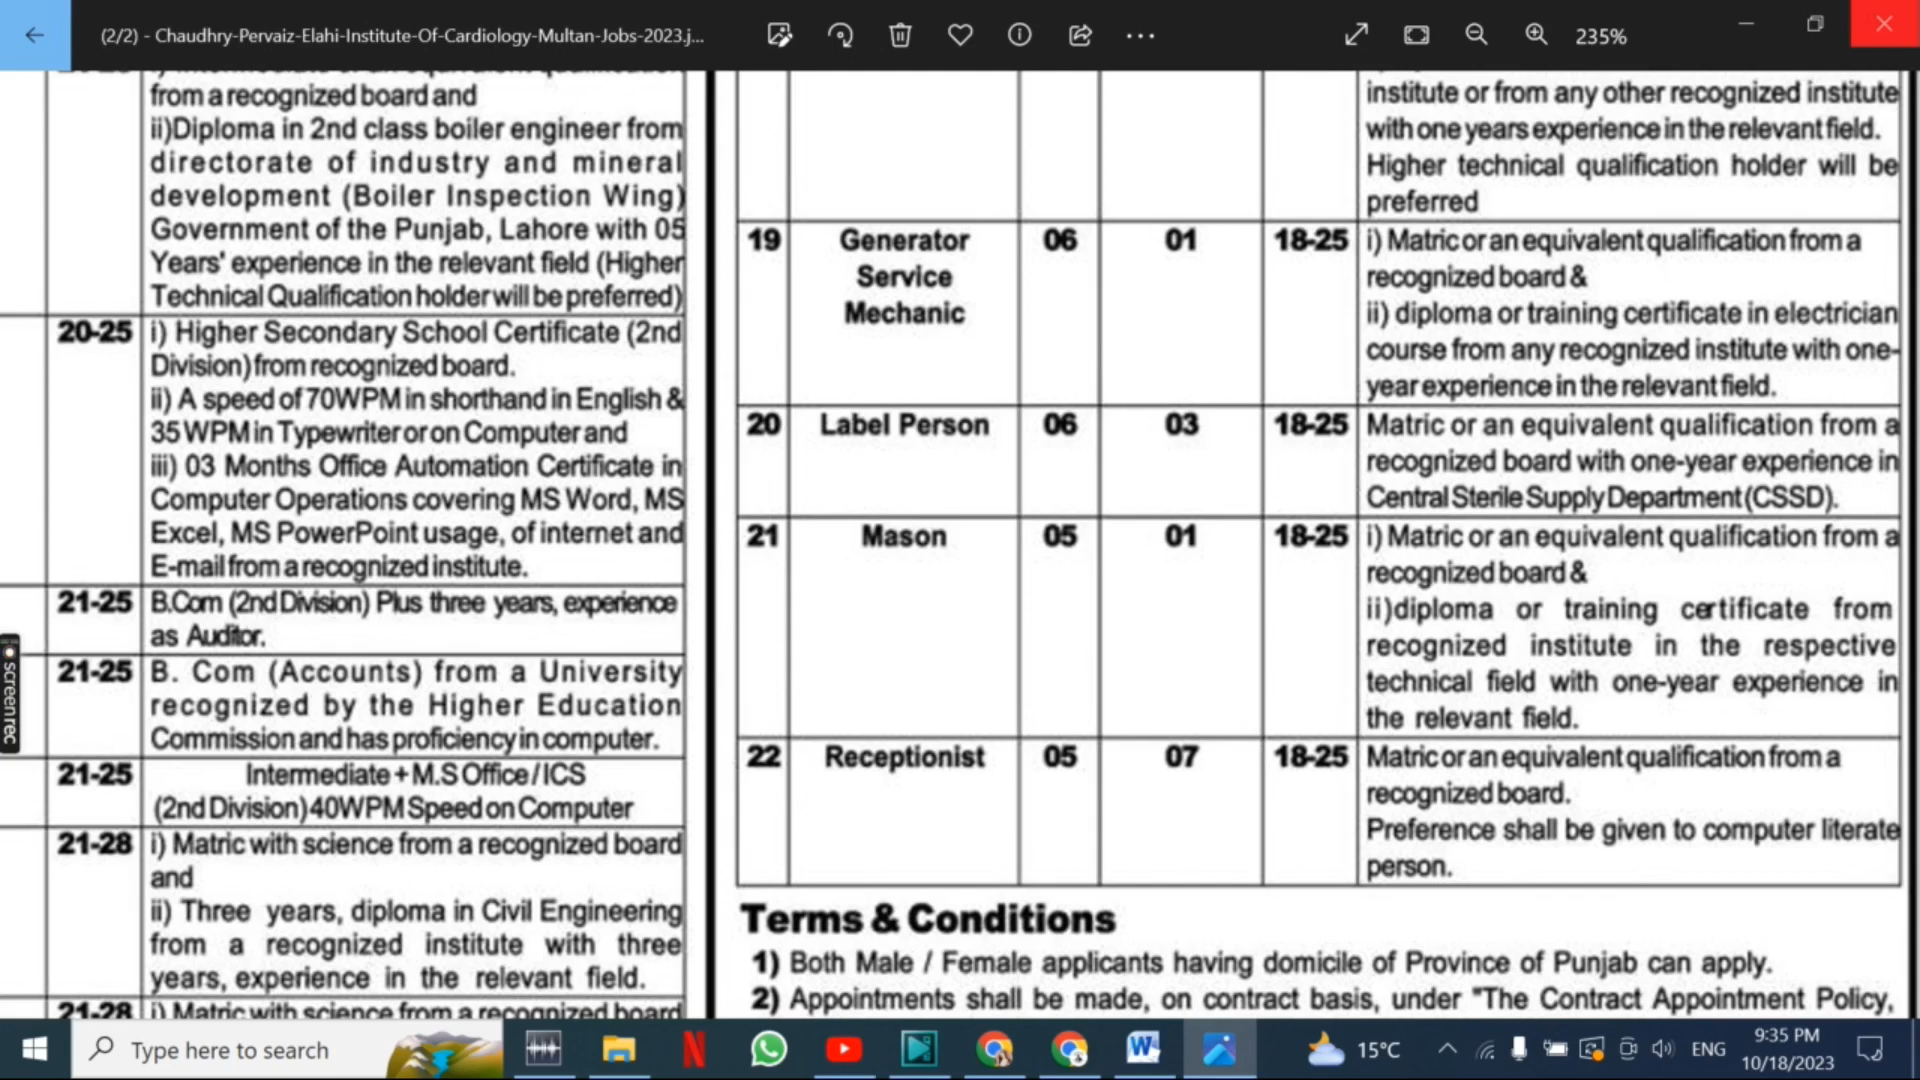 (2/2) - Chaudhry-Pervaiz-Elahi-Institute-Of-Cardiology-Multan-Jobs-2023.j...
235%
from a recognized board and
ii)Diploma in 2nd class boiler engineer from
directorate of industry and mineral
development (Boiler Inspection Wing)
Government of the Punjab, Lahore with 05
Years' experience in the relevant field (Higher
Technical Qualification holder will be preferred)
20-25 i) Higher Secondary School Certificate (2nd
Division) from recognized board.
ii) A speed of 70WPM in shorthand in English &
35 WPM in Typewriter or on Computer and
iii) 03 Months Office Automation Certificate in
Computer Operations covering MS Word, MS
Excel, MS PowerPoint usage, of internet and
E-mail from a recognized institute.
21-25 B.Com (2nd Division) Plus three years, experience
as Auditor.
21-25 B. Com (Accounts) from a University
recognized by the Higher Education
Commission and has proficiency in computer.
21-25 Intermediate + M.S Office / ICS
(2nd Division) 40WPM Speed on Computer
21-28 i) Matric with science from a recognized board
and
ii) Three years, diploma in Civil Engineering
from a recognized institute with three
years, experience in the relevant field.
21-28 i) Matric with science from a recognized board
institute or from any other recognized institute
with one years experience in the relevant field.
Higher technical qualification holder will be
preferred
19 Generator Service Mechanic 06 01 18-25 i) Matric or an equivalent qualification from a
recognized board &
ii) diploma or training certificate in electrician
course from any recognized institute with one-
year experience in the relevant field.
20 Label Person 06 03 18-25 Matric or an equivalent qualification from a
recognized board with one-year experience in
Central Sterile Supply Department (CSSD).
21 Mason 05 01 18-25 i) Matric or an equivalent qualification from a
recognized board &
ii)diploma or training certificate from
recognized institute in the respective
technical field with one-year experience in
the relevant field.
22 Receptionist 05 07 18-25 Matric or an equivalent qualification from a
recognized board.
Preference shall be given to computer literate
person.
Terms & Conditions
1) Both Male / Female applicants having domicile of Province of Punjab can apply.
2) Appointments shall be made, on contract basis, under "The Contract Appointment Policy,
screenrec
Type here to search
15°C
ENG
9:35 PM
10/18/2023